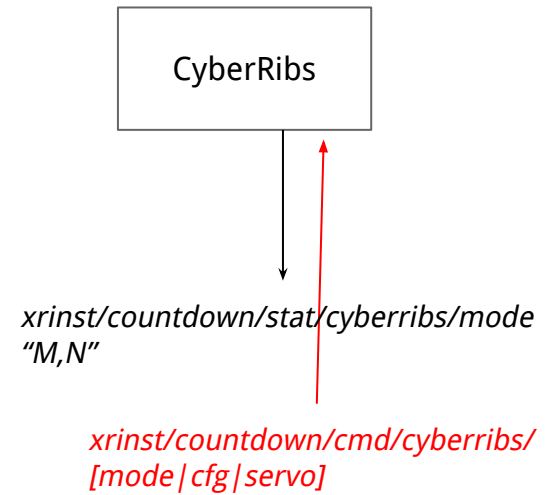 CyberRibs
xrinst/countdown/stat/cyberribs/mode
“M,N”
xrinst/countdown/cmd/cyberribs/
[mode|cfg|servo]